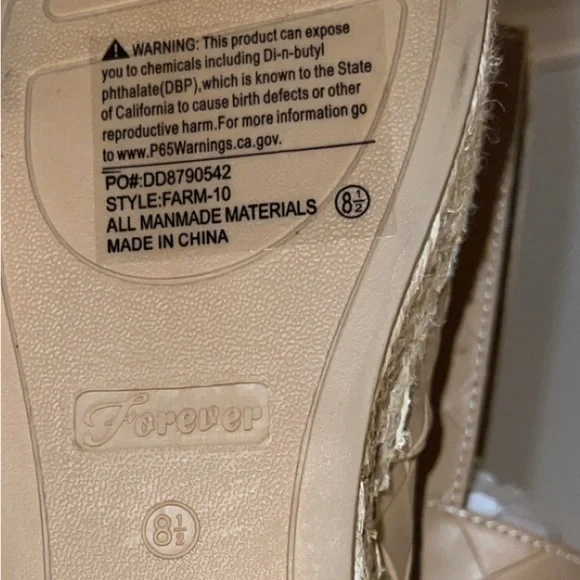 WARNING: This product can expose
you to chemicals including Di-n-butyl
phthalate(DBP),which is known to the State
of California to cause birth defects or other
reproductive harm.For more information go
to www.P65Warnings.ca.gov.
PO#:DD8790542
STYLE:FARM-10
ALL MANMADE MATERIALS 8½
MADE IN CHINA
Forever
8½